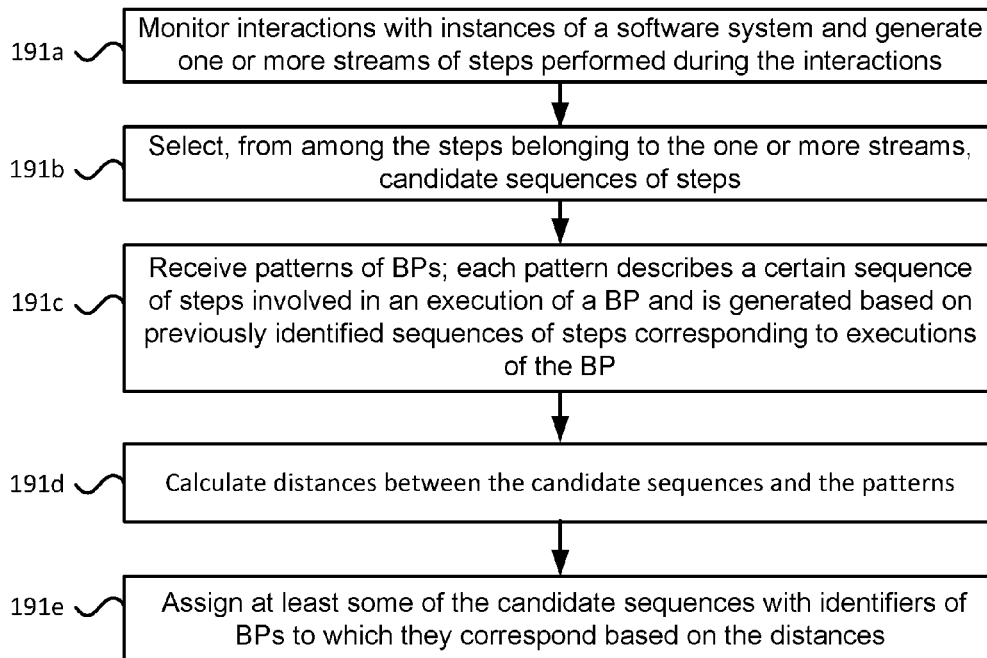 191a
Monitor interactions with instances of a software system and generate
one or more streams of steps performed during the interactions
191b
Select, from among the steps belonging to the one or more streams,
candidate sequences of steps
191c
Receive patterns of BPs; each pattern describes a certain sequence
of steps involved in an execution of a BP and is generated based on
previously identified sequences of steps corresponding to executions
of the BP
191d
Calculate distances between the candidate sequences and the patterns
191e
Assign at least some of the candidate sequences with identifiers of
BPs to which they correspond based on the distances